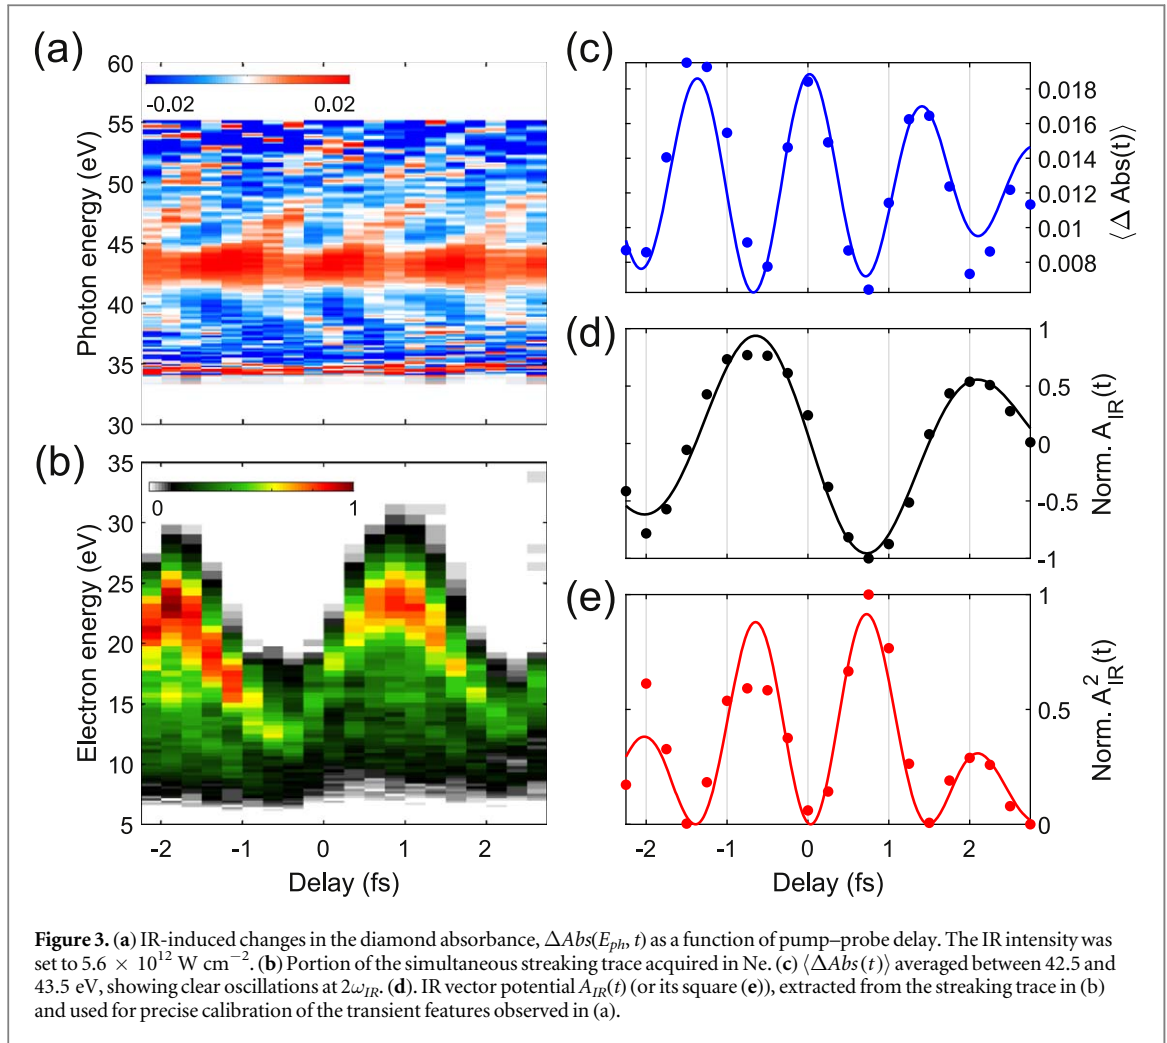 (a)
60
-0.02 0.02
55
50
45
40
35
30
Photon energy (eV)
(b)
35
0 1
30
25
20
15
10
5
Electron energy (eV)
-2 -1 0 1 2
Delay (fs)
(c)
0.018
0.016
0.014
0.012
0.01
0.008
⟨Δ Abs(t)⟩
(d)
1
0.5
0
-0.5
-1
Norm. A_IR(t)
(e)
1
0.5
0
Norm. A²_IR(t)
-2 -1 0 1 2
Delay (fs)
Figure 3. (a) IR-induced changes in the diamond absorbance, ΔAbs(E_ph, t) as a function of pump–probe delay. The IR intensity was
set to 5.6 × 10¹² W cm⁻². (b) Portion of the simultaneous streaking trace acquired in Ne. (c) ⟨ΔAbs(t)⟩ averaged between 42.5 and
43.5 eV, showing clear oscillations at 2ω_IR. (d). IR vector potential A_IR(t) (or its square (e)), extracted from the streaking trace in (b)
and used for precise calibration of the transient features observed in (a).